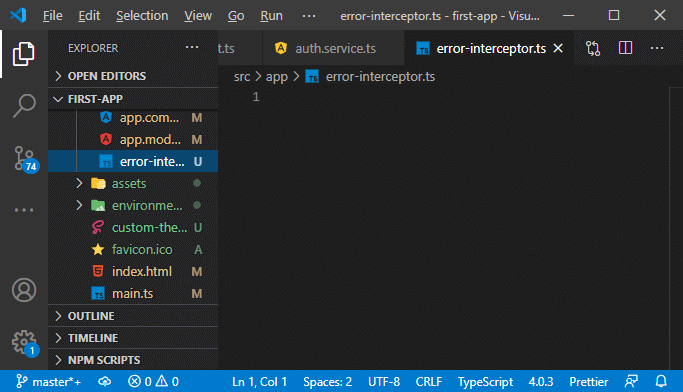 File Edit Selection View Go Run ··· error-interceptor.ts - first-app - Visu...
EXPLORER ··· t.ts auth.service.ts error-interceptor.ts ···
OPEN EDITORS
src > app > TS error-interceptor.ts
FIRST-APP
1
app.com... M
app.mod... M
TS error-inte... U
assets
environme...
custom-the... U
favicon.ico A
index.html M
TS main.ts M
74
···
OUTLINE
TIMELINE
NPM SCRIPTS
1
master*+ 0 0 Ln 1, Col 1 Spaces: 2 UTF-8 CRLF TypeScript 4.0.3 Prettier